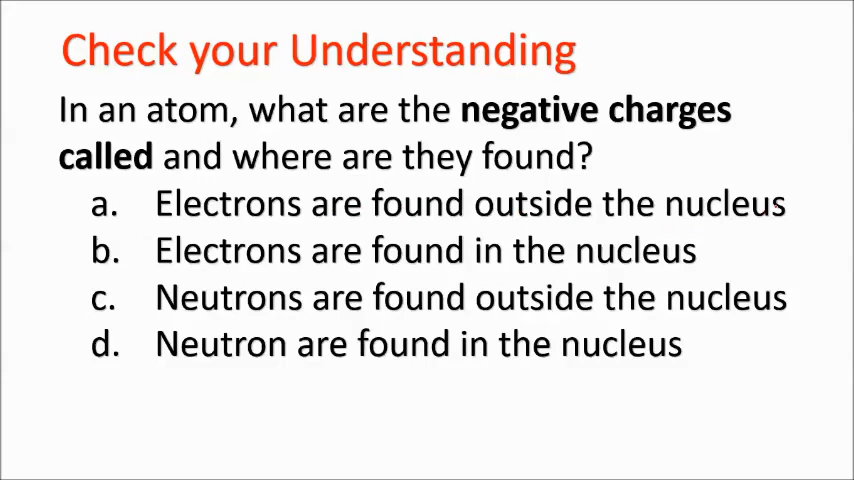 Check your Understanding
In an atom, what are the negative charges
called and where are they found?
a. Electrons are found outside the nucleus
b. Electrons are found in the nucleus
c. Neutrons are found outside the nucleus
d. Neutron are found in the nucleus